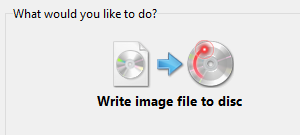 What would you like to do?
Write image file to disc